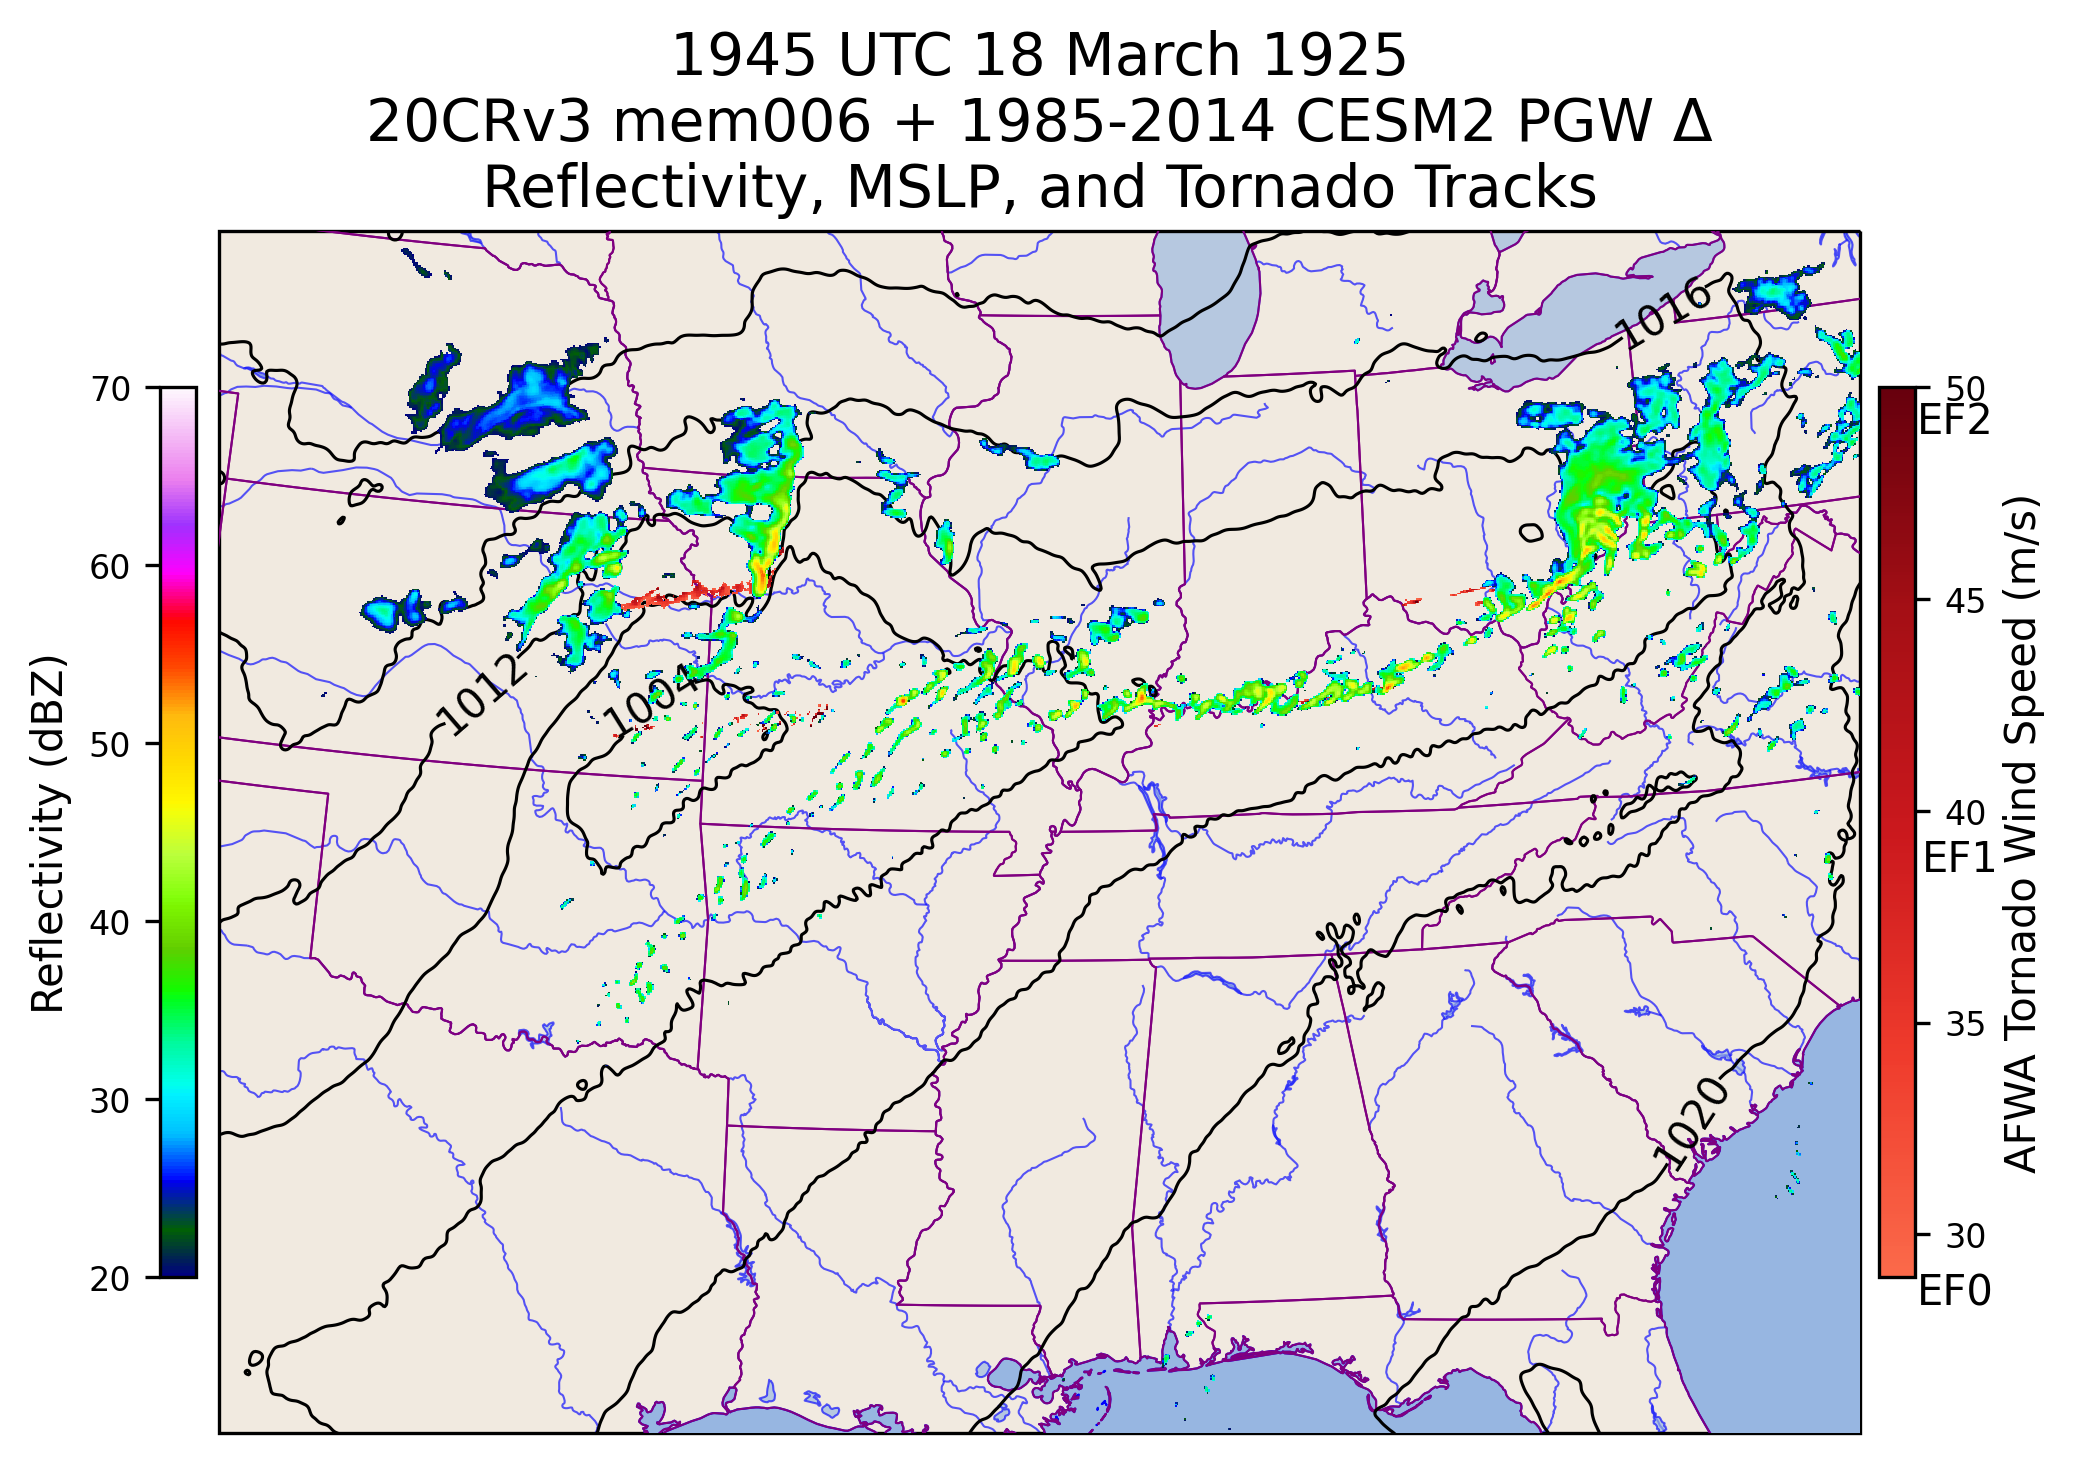 1945 UTC 18 March 1925
20CRv3 mem006 + 1985-2014 CESM2 PGW Δ
Reflectivity, MSLP, and Tornado Tracks
Reflectivity (dBZ)
70
60
50
40
30
20
1016
1012
1004
1020
50
EF2
45
40
EF1
35
30
EF0
AFWA Tornado Wind Speed (m/s)